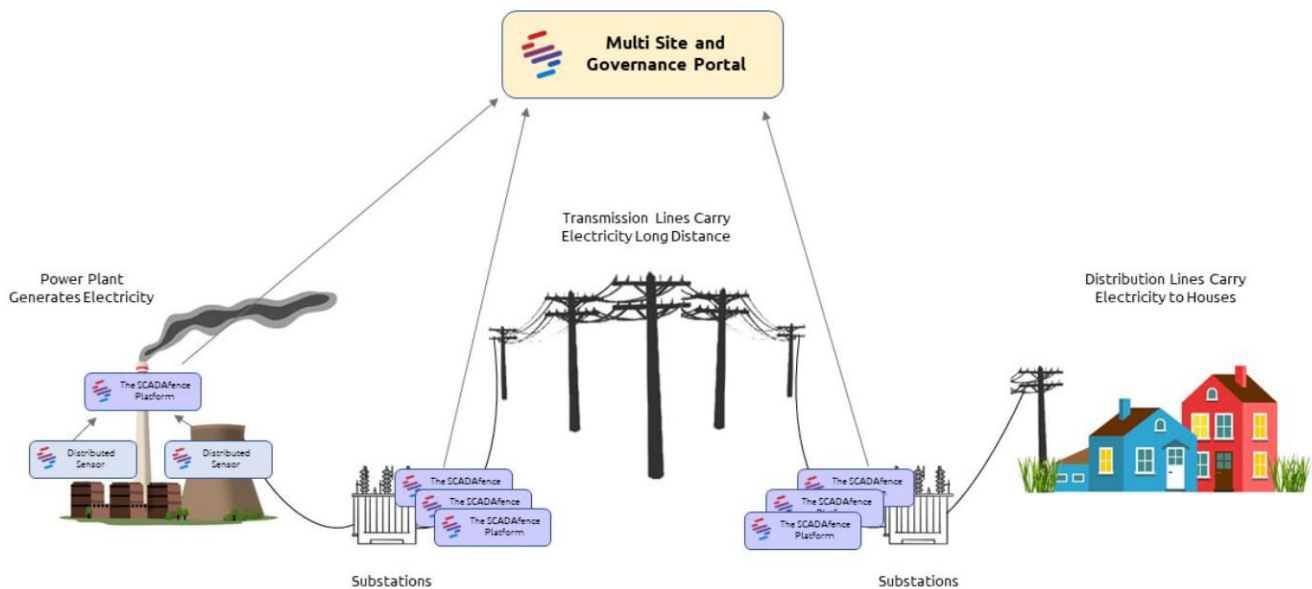 Multi Site and
Governance Portal
Transmission Lines Carry
Electricity Long Distance
Power Plant
Generates Electricity
Distribution Lines Carry
Electricity to Houses
The SCADAfence
Platform
Distributed
Sensor
Distributed
Sensor
The SCADAfence
The SCADAfence
The SCADAfence
Platform
The SCADAfence
The SCADAfence
Platform
The SCADAfence
Platform
Substations
Substations